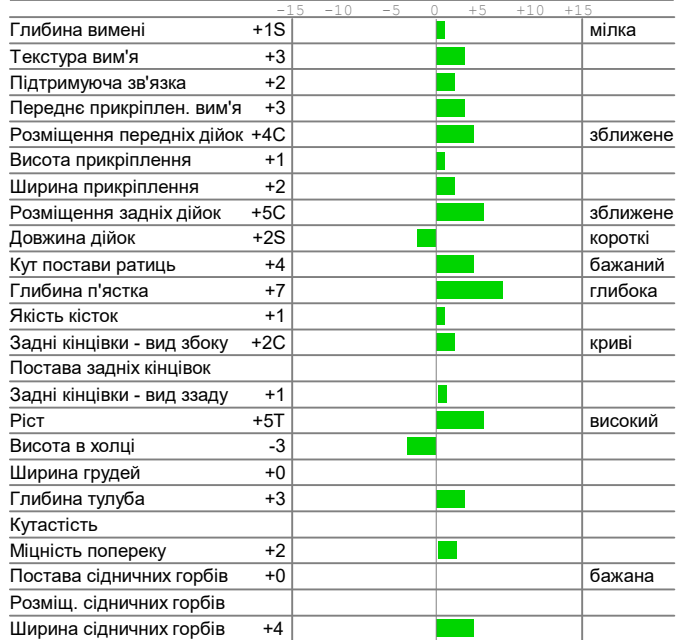 -15 -10 -5 0 +5 +10 +15
Глибина вимені +1S мілка
Текстура вим'я +3
Підтримуюча зв'язка +2
Переднє прикріплен. вим'я +3
Розміщення передніх дійок +4C зближене
Висота прикріплення +1
Ширина прикріплення +2
Розміщення задніх дійок +5C зближене
Довжина дійок +2S короткі
Кут постави ратиць +4 бажаний
Глибина п'ястка +7 глибока
Якість кісток +1
Задні кінцівки - вид збоку +2C криві
Постава задніх кінцівок
Задні кінцівки - вид ззаду +1
Ріст +5T високий
Висота в холці -3
Ширина грудей +0
Глибина тулуба +3
Кутастість
Міцність попереку +2
Постава сідничних горбів +0 бажана
Розміщ. сідничних горбів
Ширина сідничних горбів +4